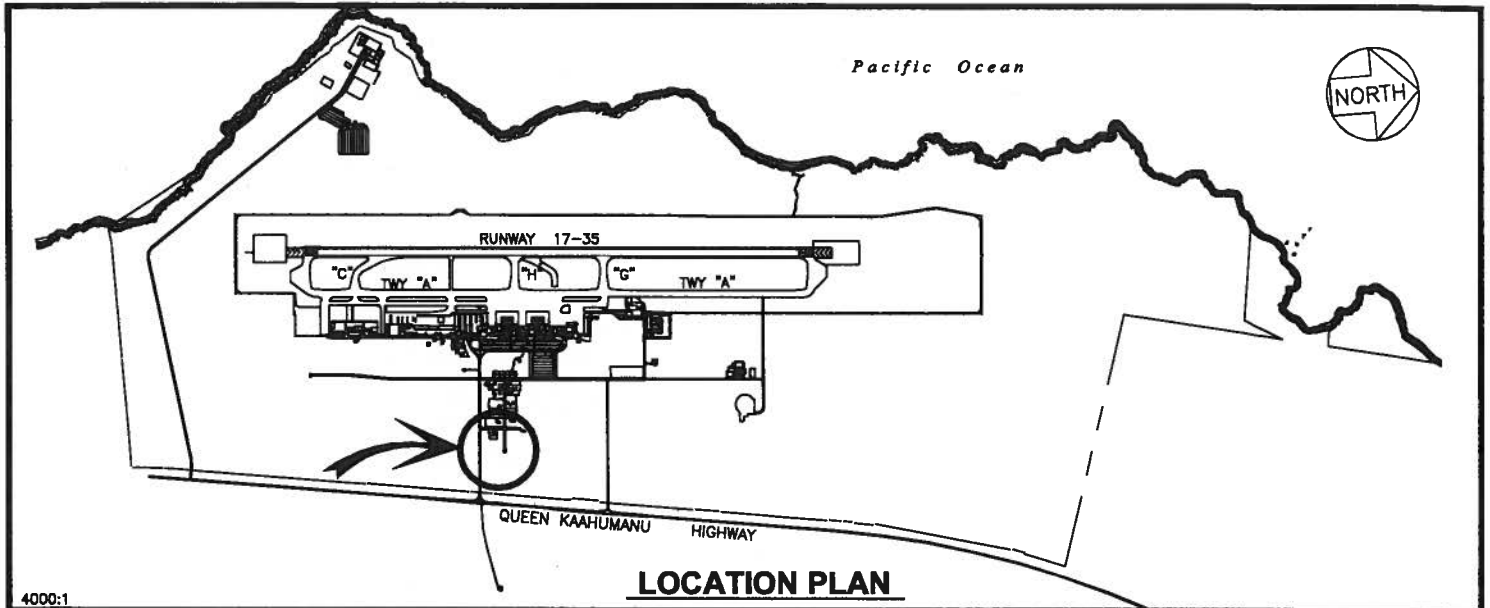 Pacific Ocean
NORTH
RUNWAY 17-35
"C"
TWY "A"
"H"
"G"
TWY "A"
QUEEN KAAHUMANU HIGHWAY
LOCATION PLAN
4000:1